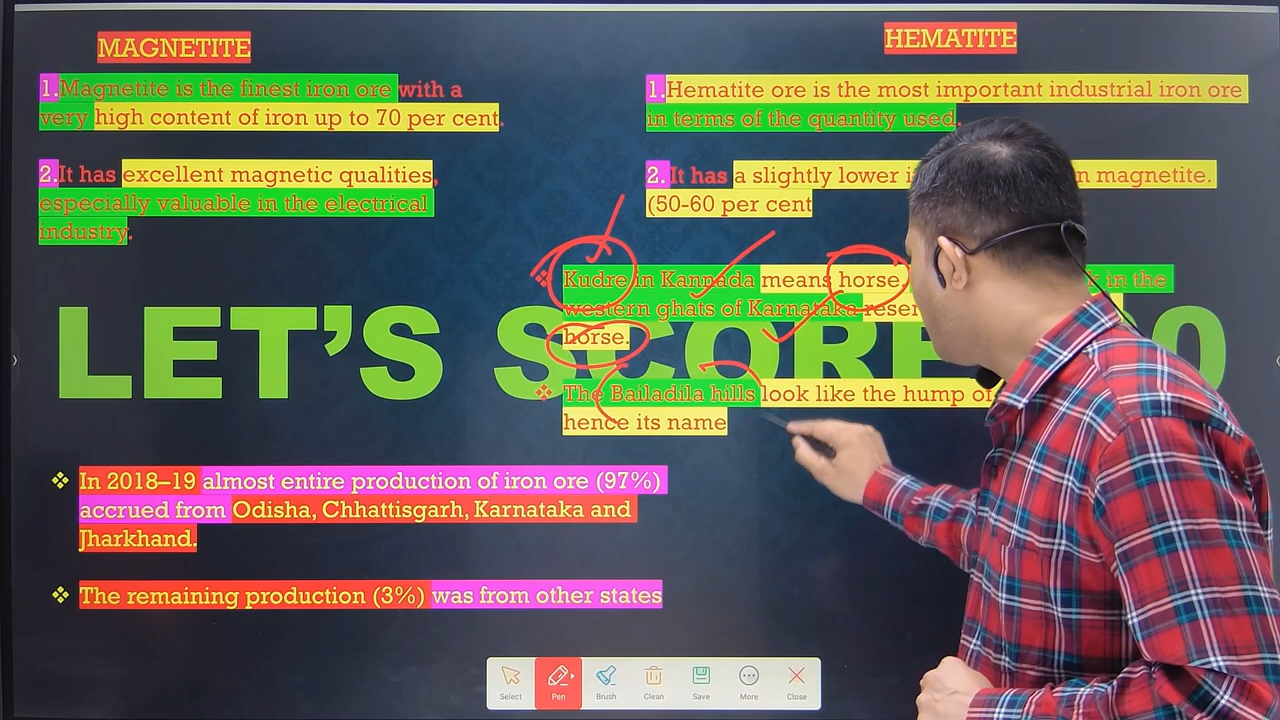 MAGNETITE
1.Magnetite is the finest iron ore with a
very high content of iron up to 70 per cent.
2.It has excellent magnetic qualities,
especially valuable in the electrical
industry.
HEMATITE
1.Hematite ore is the most important industrial iron ore
in terms of the quantity used.
2. It has a slightly lower magnetite.
(50-60 per cent
Kudre in Kannada means horse. in the
western ghats of Karnataka
horse.
LET'S SCORE 0
The Bailadila hills look like the hump
hence its name
In 2018–19 almost entire production of iron ore (97%)
accrued from Odisha, Chhattisgarh, Karnataka and
Jharkhand.
The remaining production (3%) was from other states
Select Pen Brush Clean Save More Close